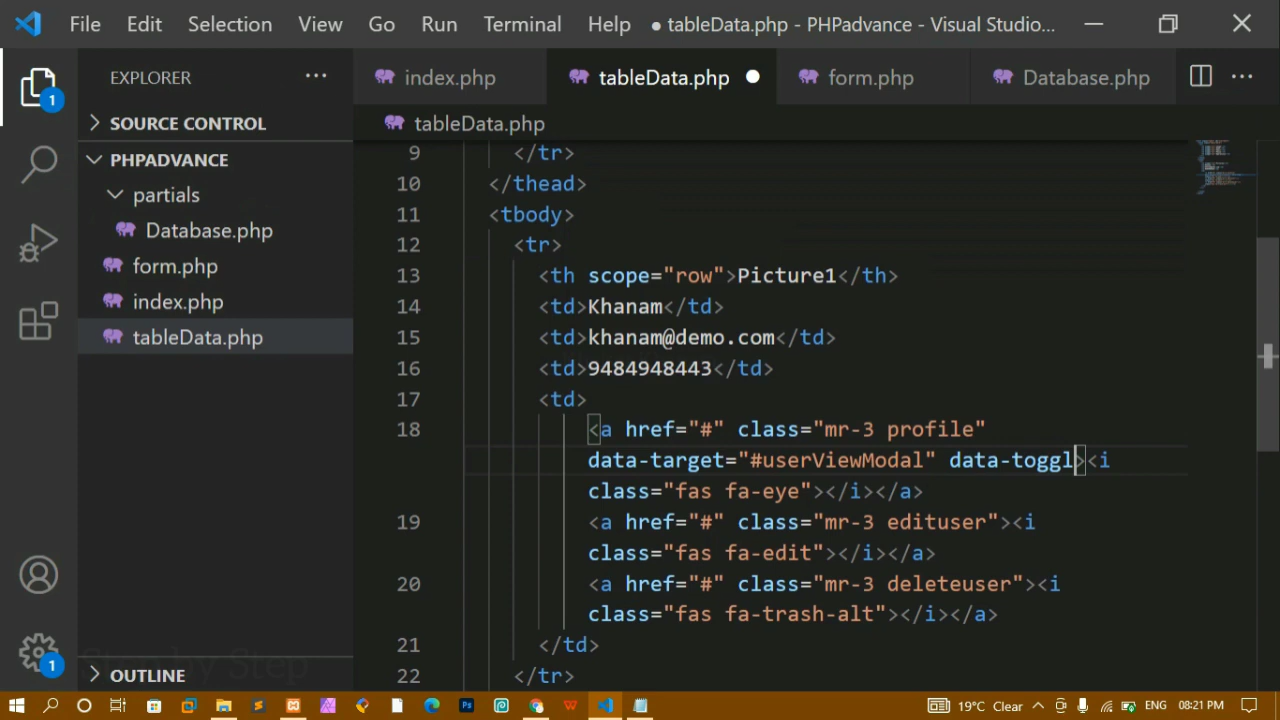 File Edit Selection View Go Run Terminal Help ● tableData.php - PHPadvance - Visual Studio...
EXPLORER ...
index.php tableData.php form.php Database.php ...
SOURCE CONTROL
tableData.php
PHPADVANCE
partials
Database.php
form.php
index.php
tableData.php
9 </tr>
10 </thead>
11 <tbody>
12 <tr>
13 <th scope="row">Picture1</th>
14 <td>Khanam</td>
15 <td>khanam@demo.com</td>
16 <td>9484948443</td>
17 <td>
18 <a href="#" class="mr-3 profile"
data-target="#userViewModal" data-toggl><i
class="fas fa-eye"></i></a>
19 <a href="#" class="mr-3 edituser"><i
class="fas fa-edit"></i></a>
20 <a href="#" class="mr-3 deleteuser"><i
class="fas fa-trash-alt"></i></a>
21 </td>
22 </tr>
1
1
Step by Step
OUTLINE
19°C Clear ENG 08:21 PM